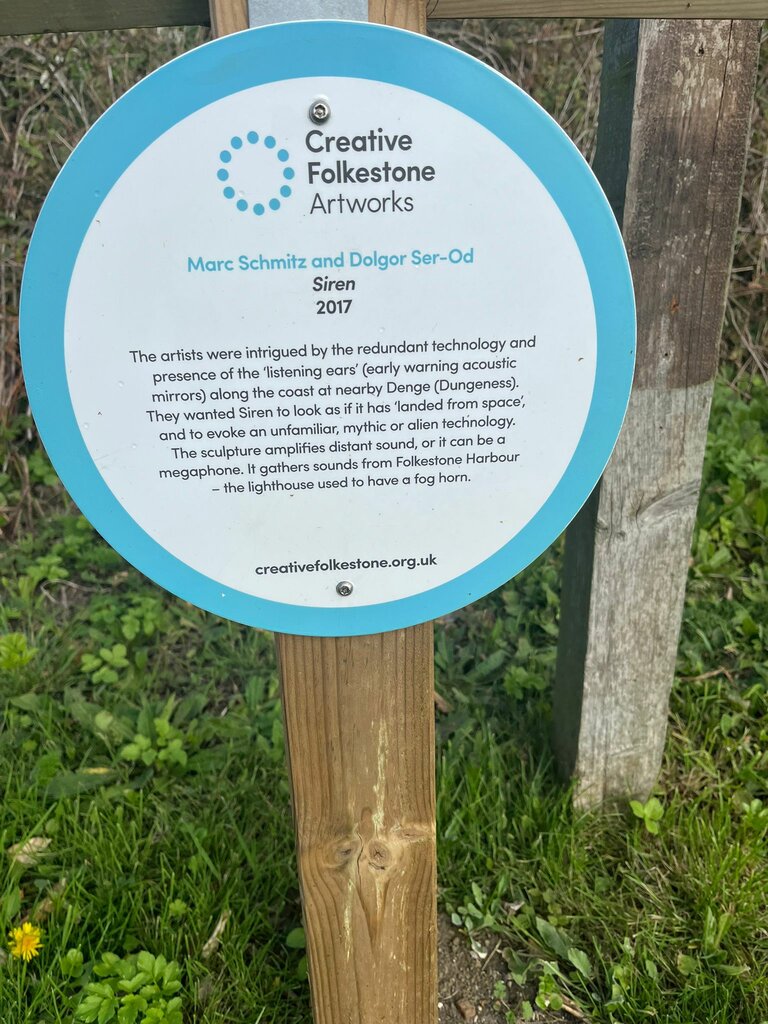 Creative
Folkestone
Artworks
Marc Schmitz and Dolgor Ser-Od
Siren
2017
The artists were intrigued by the redundant technology and
presence of the ‘listening ears’ (early warning acoustic
mirrors) along the coast at nearby Denge (Dungeness).
They wanted Siren to look as if it has ‘landed from space’,
and to evoke an unfamiliar, mythic or alien technology.
The sculpture amplifies distant sound, or it can be a
megaphone. It gathers sounds from Folkestone Harbour
– the lighthouse used to have a fog horn.
creativefolkestone.org.uk